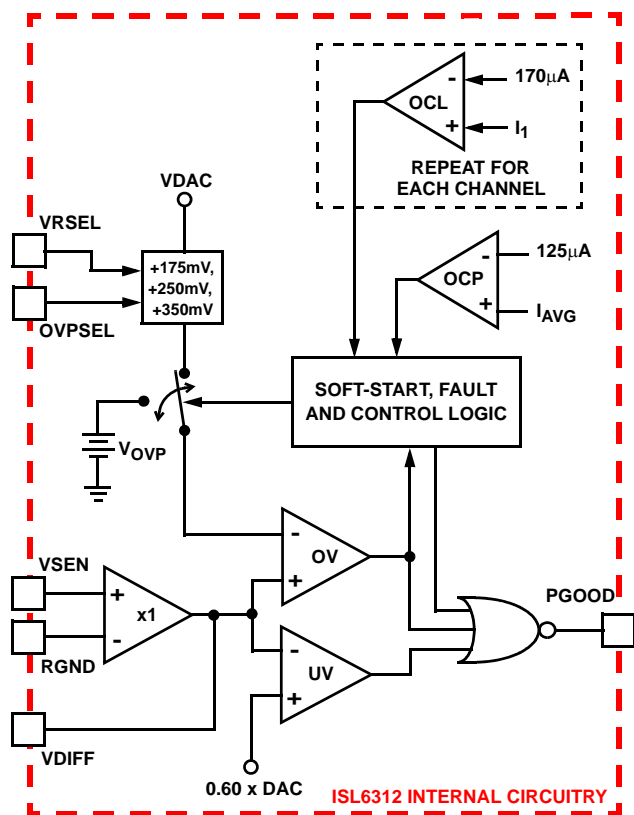 -
170µA
OCL
+
I1
REPEAT FOR
EACH CHANNEL
VDAC
VRSEL
+175mV,
+250mV,
+350mV
OVPSEL
-
125µA
OCP
+
IAVG
SOFT-START, FAULT
AND CONTROL LOGIC
VOVP
-
OV
+
VSEN
+
x1
-
RGND
PGOOD
-
UV
+
VDIFF
0.60 x DAC
ISL6312 INTERNAL CIRCUITRY